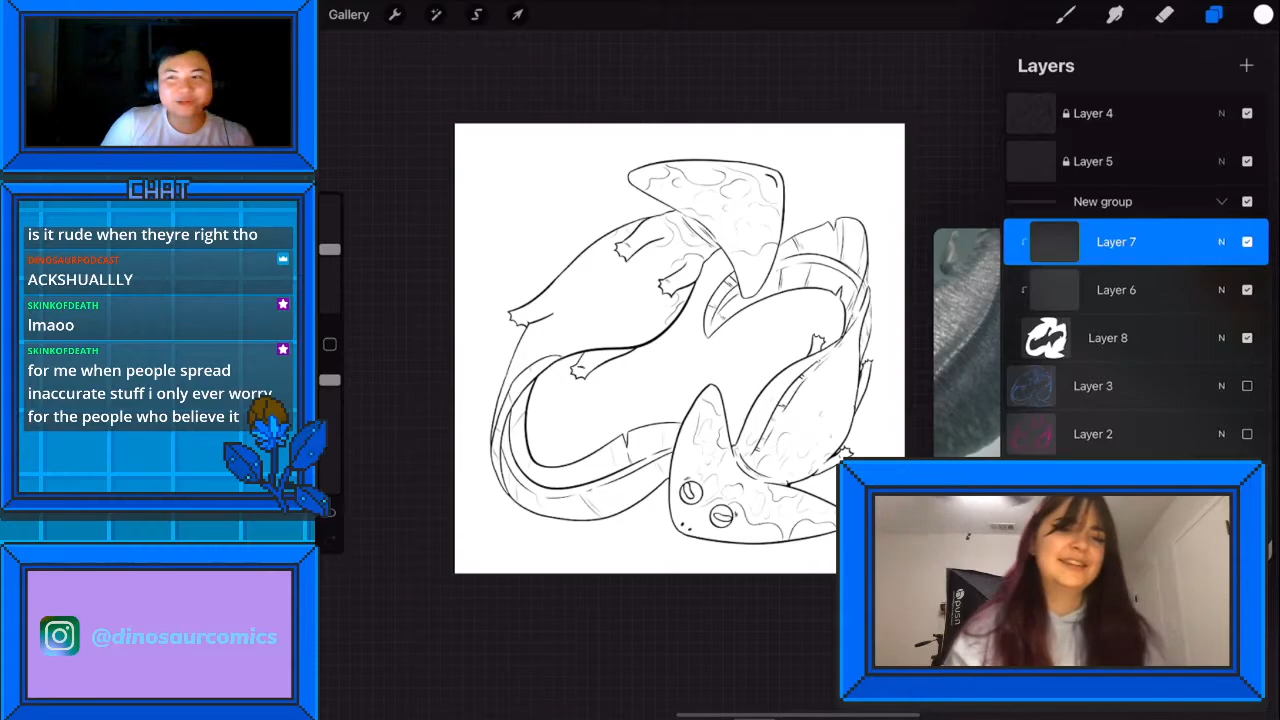 Gallery
Layers
Layer 4
N
Layer 5
N
New group
Layer 7
N
Layer 6
N
Layer 8
N
Layer 3
N
Layer 2
N
CHAT
is it rude when theyre right tho
DINOSAURPODCAST
ACKSHUALLLY
SKINKOFDEATH
lmaoo
SKINKOFDEATH
for me when people spread
inaccurate stuff i only ever worry
for the people who believe it
@dinosaurcomics